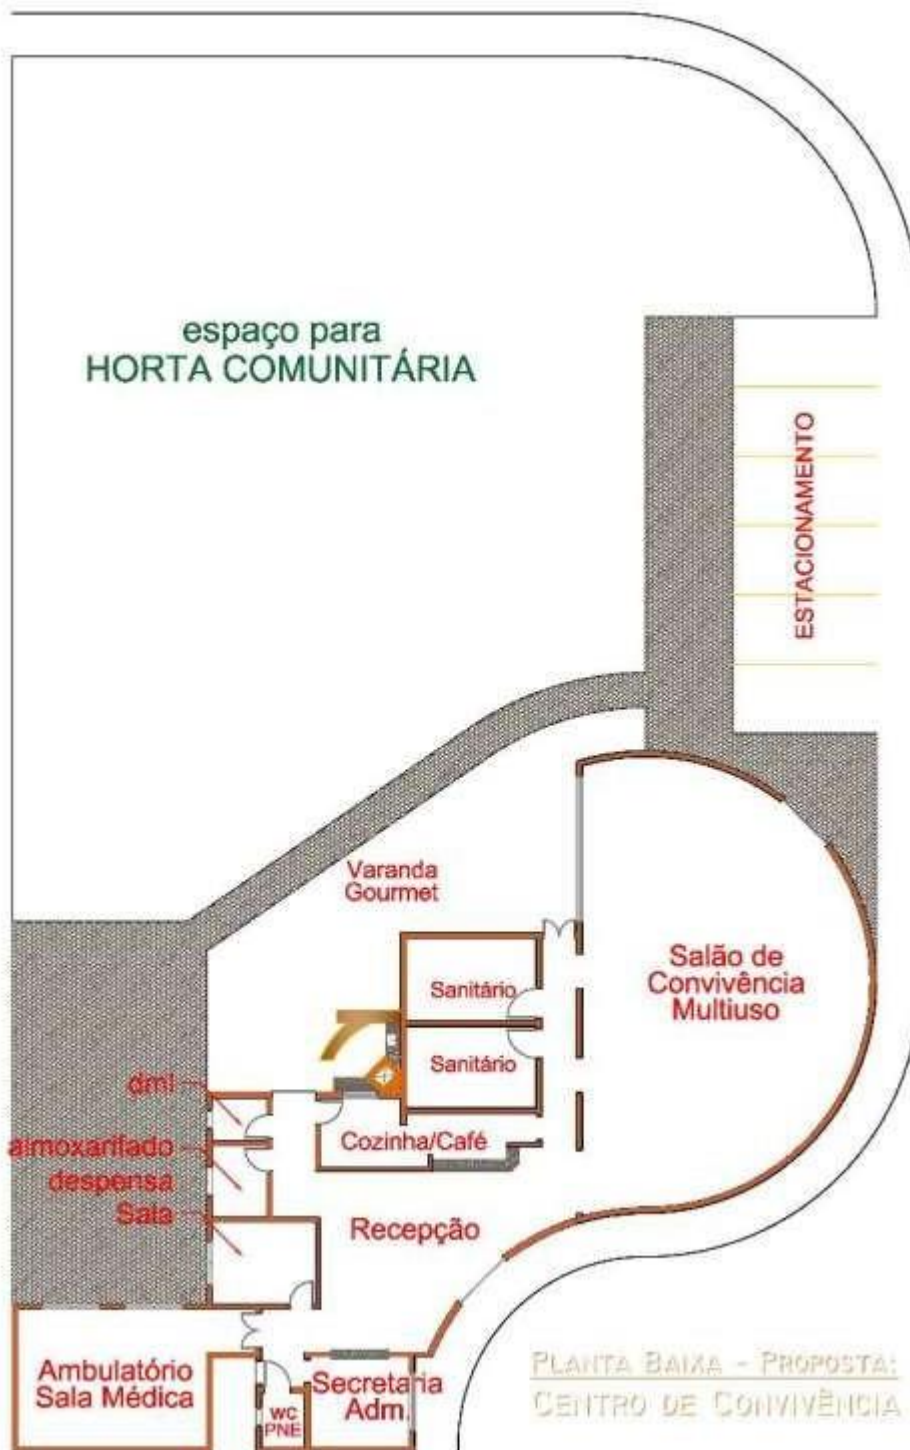 espaço para
HORTA COMUNITÁRIA
ESTACIONAMENTO
Varanda
Gourmet
Salão de
Convivência
Multiuso
Sanitário
Sanitário
dml
almoxarifado
despensa
Sala
Cozinha/Café
Recepção
Ambulatório
Sala Médica
WC
PNE
Secretaria
Adm.
PLANTA BAIXA - PROPOSTA:
CENTRO DE CONVIVÊNCIA